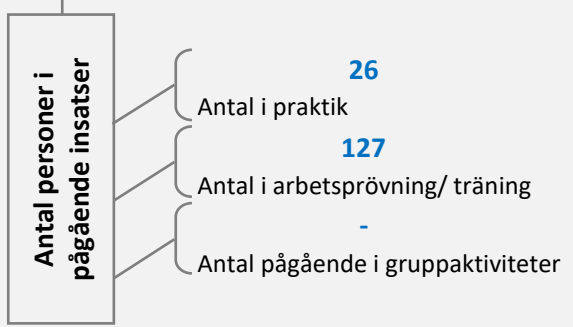 Antal personer i
pågående insatser
26
Antal i praktik
127
Antal i arbetsprövning/ träning
-
Antal pågående i gruppaktiviteter